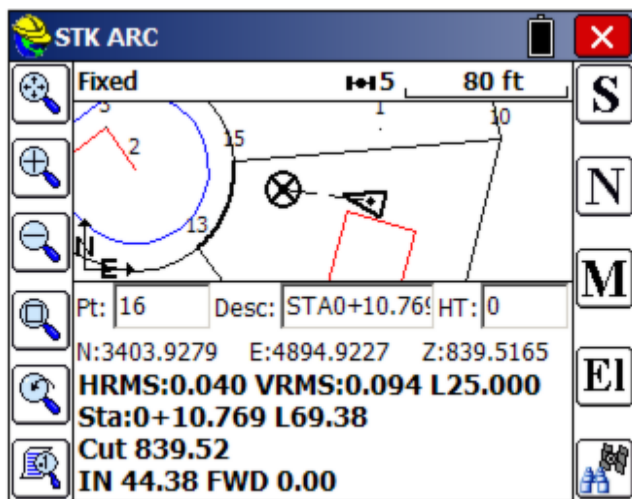 STK ARC
Fixed 5 80 ft
S
N
M
El
3
2
15
13
1
10
N
E
Pt: 16 Desc: STA0+10.769 HT: 0
N:3403.9279 E:4894.9227 Z:839.5165
HRMS:0.040 VRMS:0.094 L25.000
Sta:0+10.769 L69.38
Cut 839.52
IN 44.38 FWD 0.00